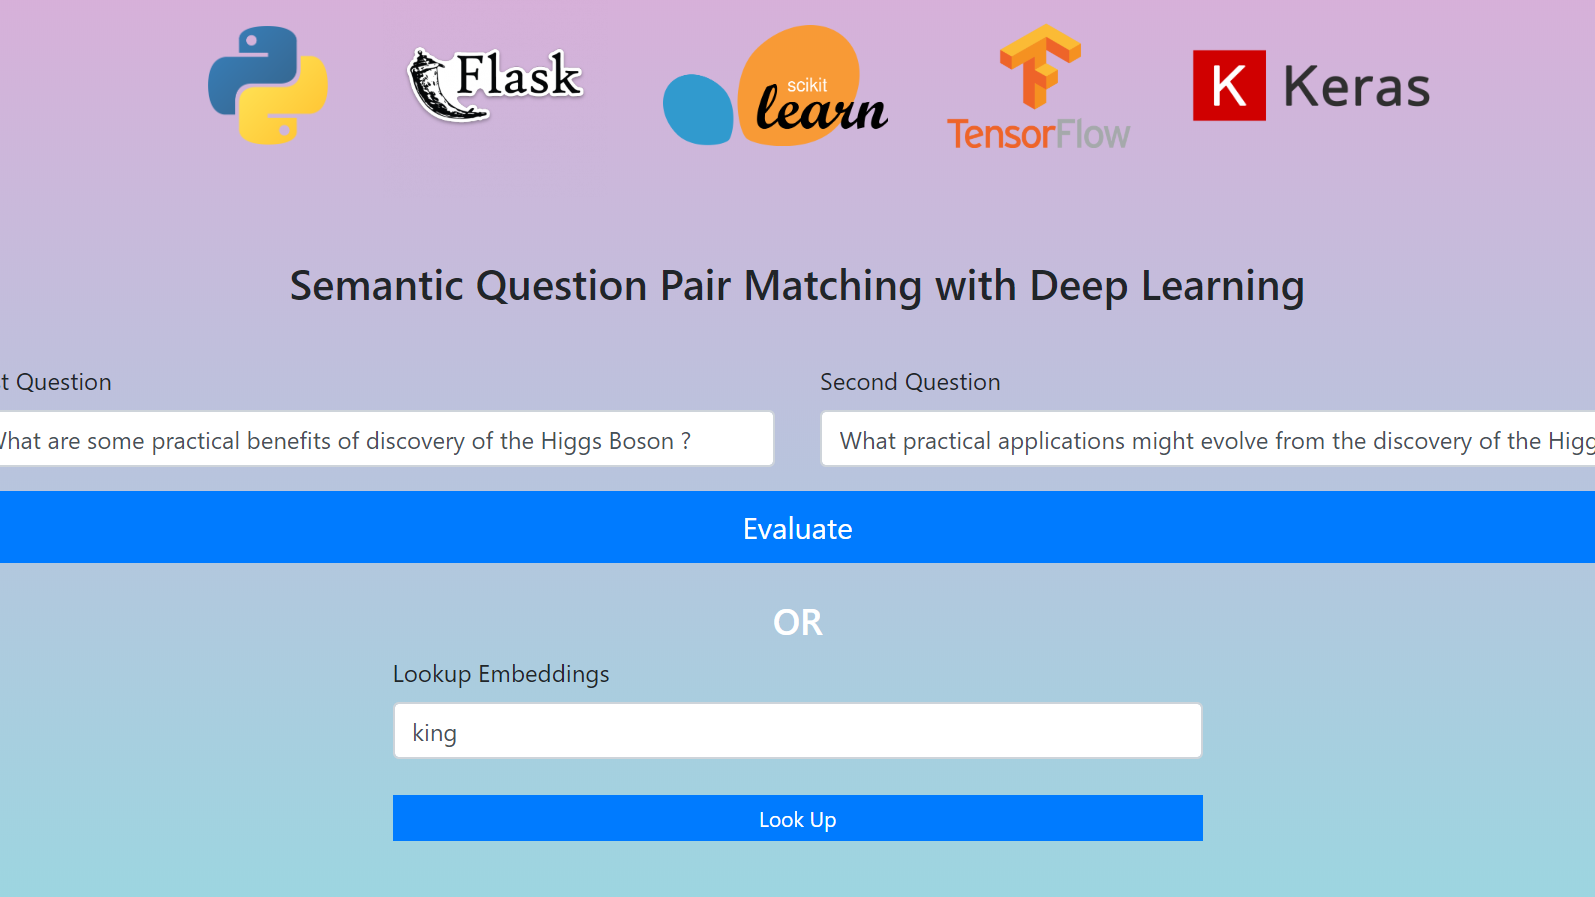 Flask
scikit
learn
TensorFlow
K Keras
Semantic Question Pair Matching with Deep Learning
t Question
Second Question
hat are some practical benefits of discovery of the Higgs Boson ?
What practical applications might evolve from the discovery of the Higg
Evaluate
OR
Lookup Embeddings
king
Look Up